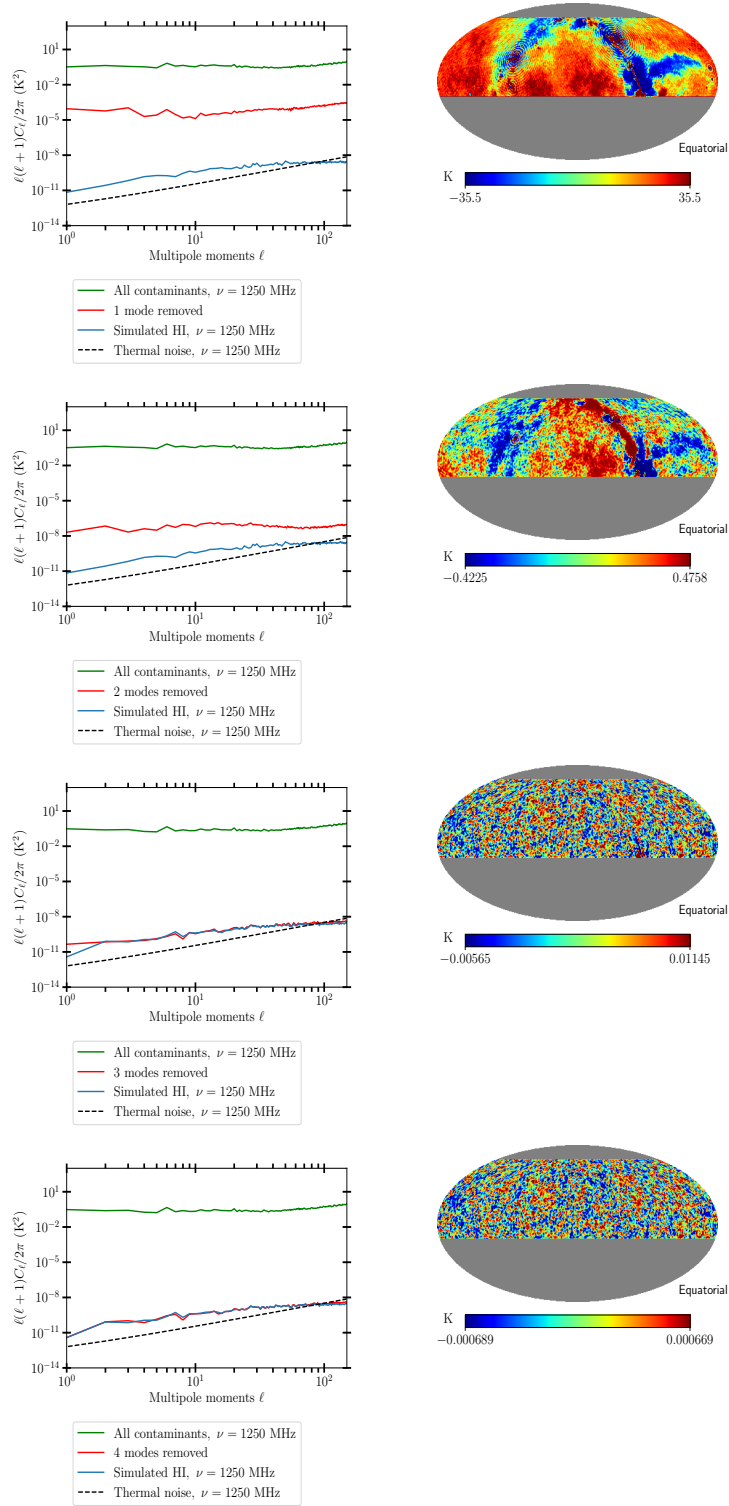 10^1
10^-2
10^-5
10^-8
10^-11
10^-14
ℓ(ℓ + 1)C_ℓ/2π (K^2)
10^0
10^1
10^2
Multipole moments ℓ
All contaminants, ν = 1250 MHz
1 mode removed
Simulated HI, ν = 1250 MHz
Thermal noise, ν = 1250 MHz
Equatorial
K
−35.5
35.5
10^1
10^-2
10^-5
10^-8
10^-11
10^-14
ℓ(ℓ + 1)C_ℓ/2π (K^2)
10^0
10^1
10^2
Multipole moments ℓ
All contaminants, ν = 1250 MHz
2 modes removed
Simulated HI, ν = 1250 MHz
Thermal noise, ν = 1250 MHz
Equatorial
K
−0.4225
0.4758
10^1
10^-2
10^-5
10^-8
10^-11
10^-14
ℓ(ℓ + 1)C_ℓ/2π (K^2)
10^0
10^1
10^2
Multipole moments ℓ
All contaminants, ν = 1250 MHz
3 modes removed
Simulated HI, ν = 1250 MHz
Thermal noise, ν = 1250 MHz
Equatorial
K
−0.00565
0.01145
10^1
10^-2
10^-5
10^-8
10^-11
10^-14
ℓ(ℓ + 1)C_ℓ/2π (K^2)
10^0
10^1
10^2
Multipole moments ℓ
All contaminants, ν = 1250 MHz
4 modes removed
Simulated HI, ν = 1250 MHz
Thermal noise, ν = 1250 MHz
Equatorial
K
−0.000689
0.000669